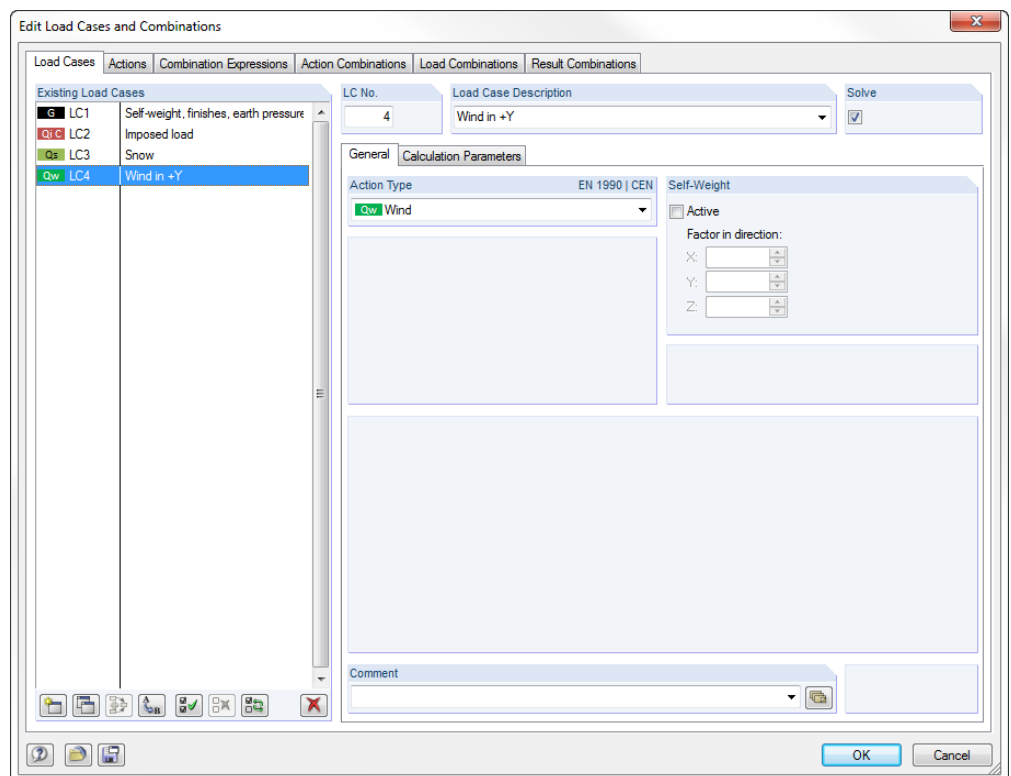 Edit Load Cases and Combinations
Load Cases Actions Combination Expressions Action Combinations Load Combinations Result Combinations
Existing Load Cases
G LC1 Self-weight, finishes, earth pressure
Qi C LC2 Imposed load
Qs LC3 Snow
Qw LC4 Wind in +Y
LC No.
4
Load Case Description
Wind in +Y
Solve
General Calculation Parameters
Action Type EN 1990 | CEN
Qw Wind
Self-Weight
Active
Factor in direction:
X:
Y:
Z:
Comment
OK Cancel